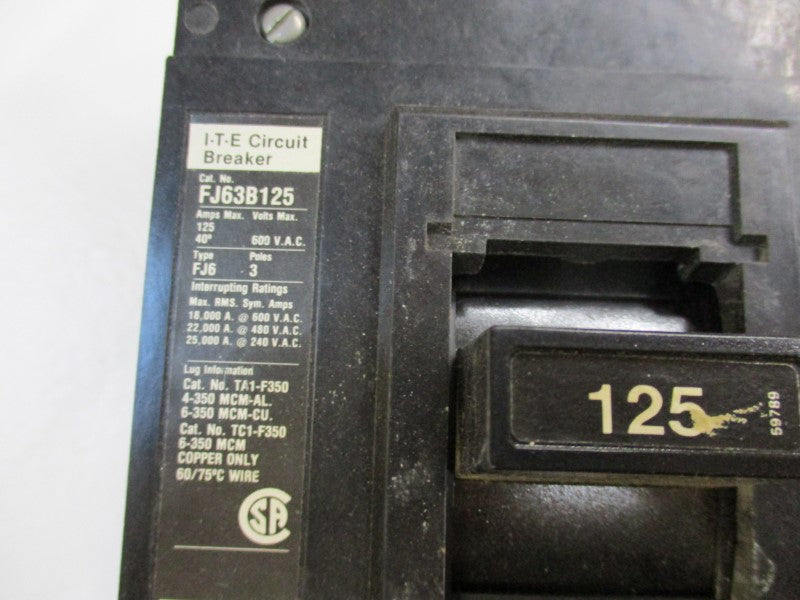 I-T-E Circuit
Breaker
Cat. No.
FJ63B125
Amps Max. Volts Max.
125
40° 600 V.A.C.
Type Poles
FJ6 3
Interrupting Ratings
Max. RMS. Sym. Amps
18,000 A. @ 600 V.A.C.
22,000 A. @ 480 V.A.C.
25,000 A. @ 240 V.A.C.
Lug Information
Cat. No. TA1-F350
4-350 MCM-AL.
6-350 MCM-CU.
Cat. No. TC1-F350
6-350 MCM
COPPER ONLY
60/75°C WIRE
CSA
125
59789